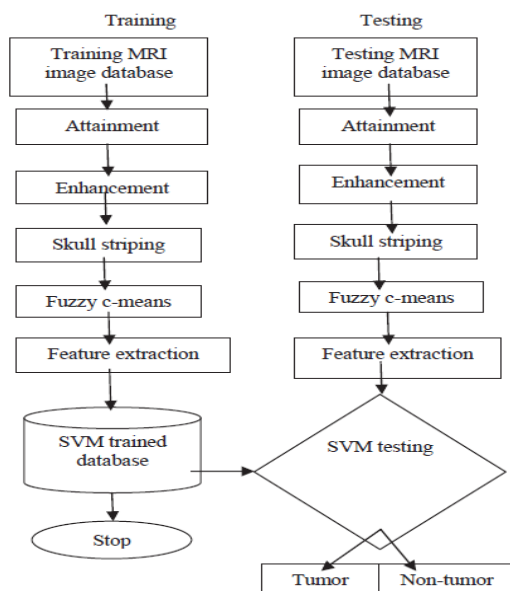 Training
Training MRI
image database
Attainment
Enhancement
Skull striping
Fuzzy c-means
Feature extraction
SVM trained
database
Stop
Testing
Testing MRI
image database
Attainment
Enhancement
Skull striping
Fuzzy c-means
Feature extraction
SVM testing
Tumor
Non-tumor